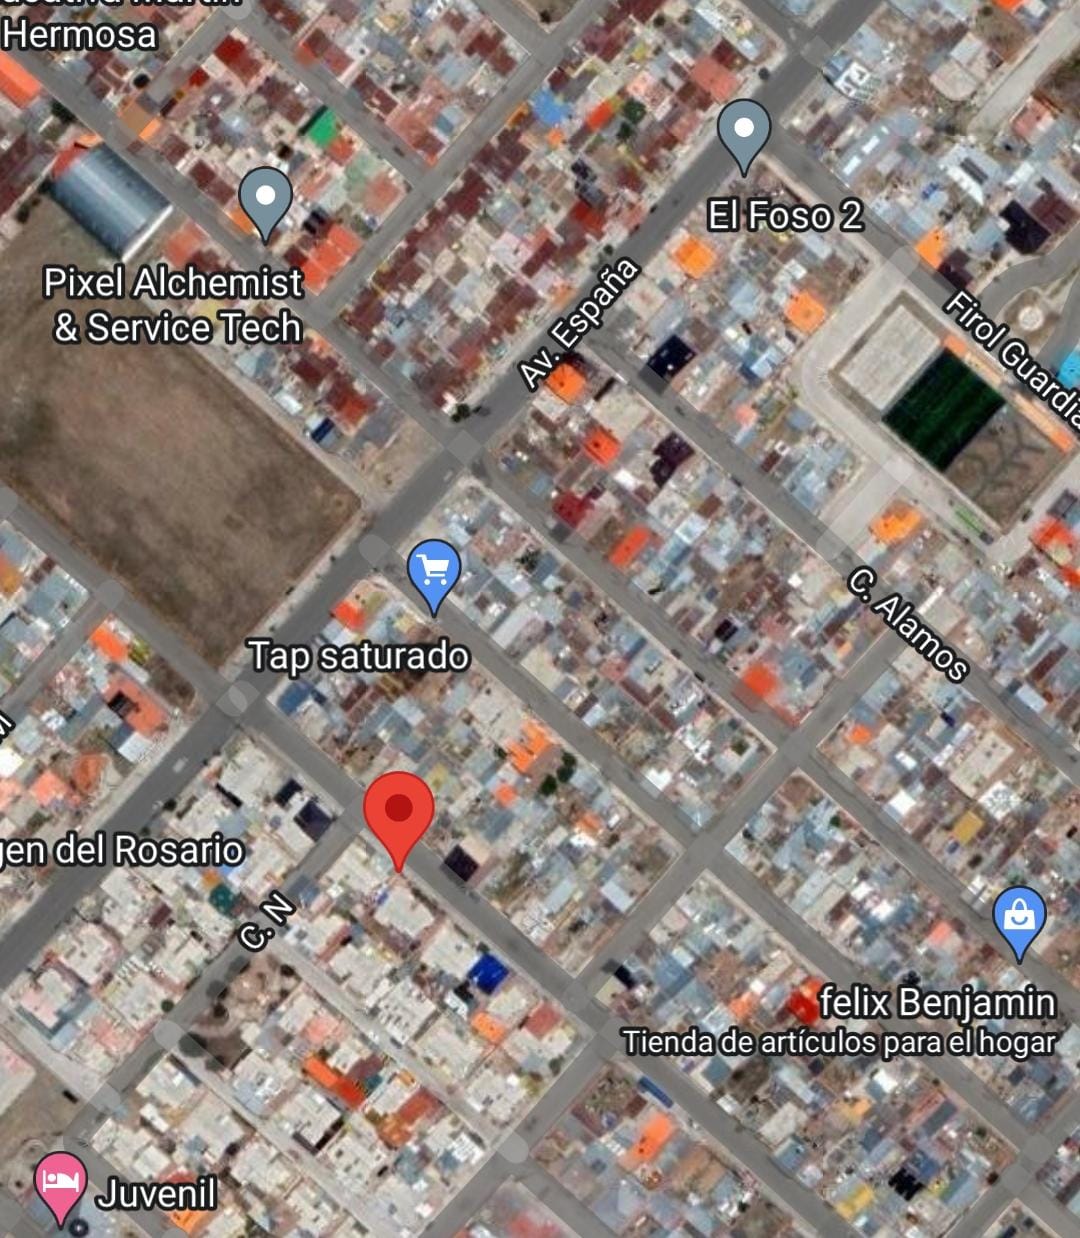 Hermosa
El Foso 2
Pixel Alchemist
& Service Tech
Av. España
Firol Guardia
C. Alamos
Tap saturado
del Rosario
C. N
felix Benjamin
Tienda de artículos para el hogar
Juvenil